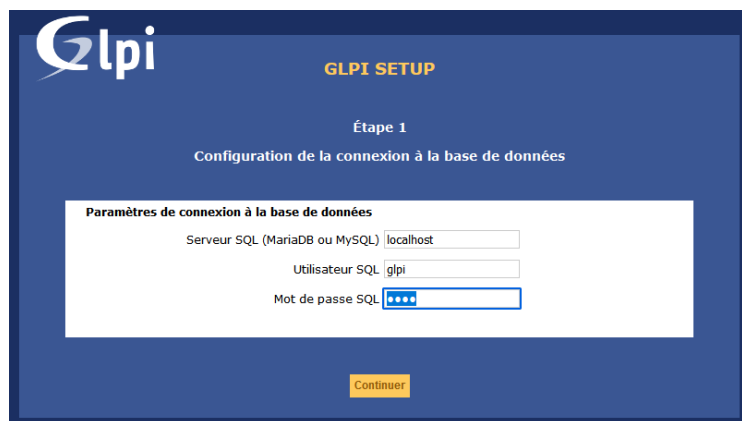 Glpi
GLPI SETUP
Étape 1
Configuration de la connexion à la base de données
Paramètres de connexion à la base de données
Serveur SQL (MariaDB ou MySQL) localhost
Utilisateur SQL glpi
Mot de passe SQL ●●●●
Continuer